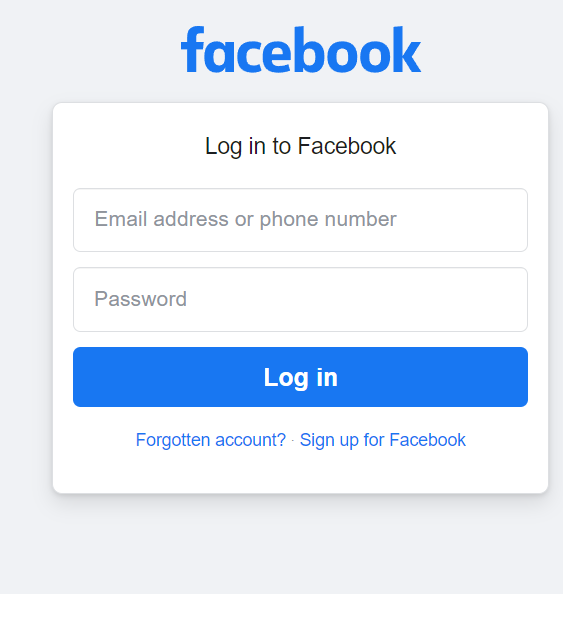 facebook
Log in to Facebook
Email address or phone number
Password
Log in
Forgotten account? · Sign up for Facebook